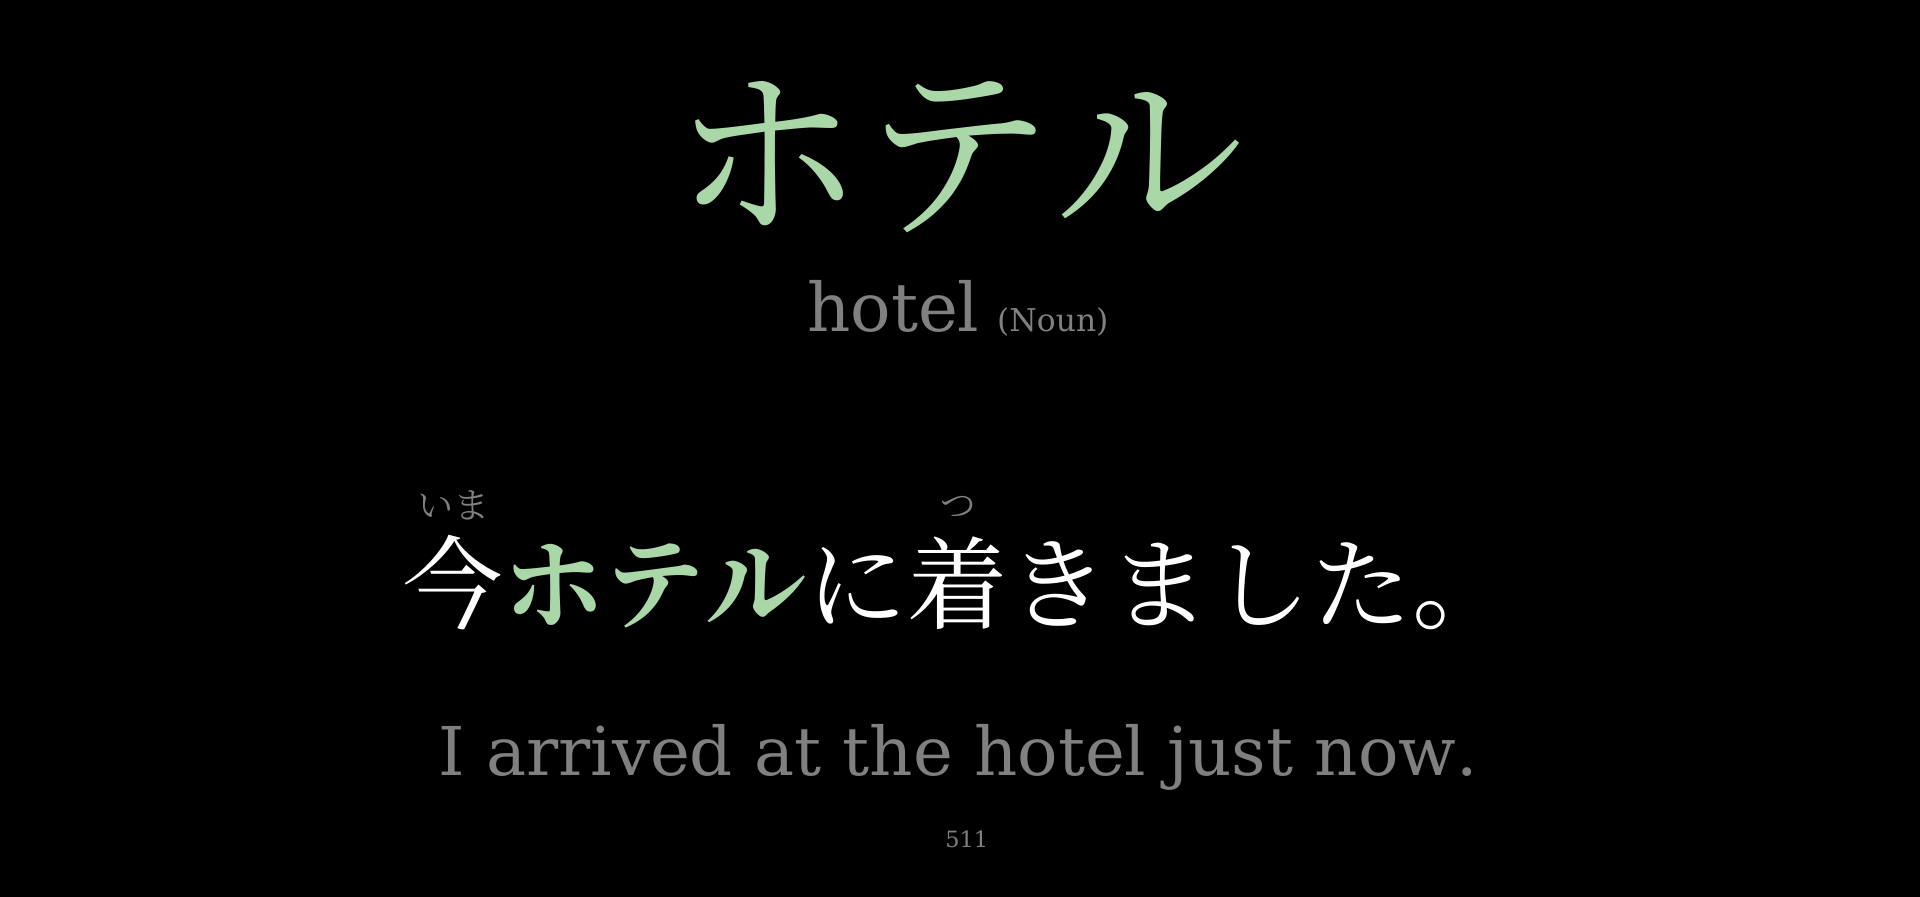 ホテル
hotel (Noun)
いま つ
今ホテルに着きました。
I arrived at the hotel just now.
511